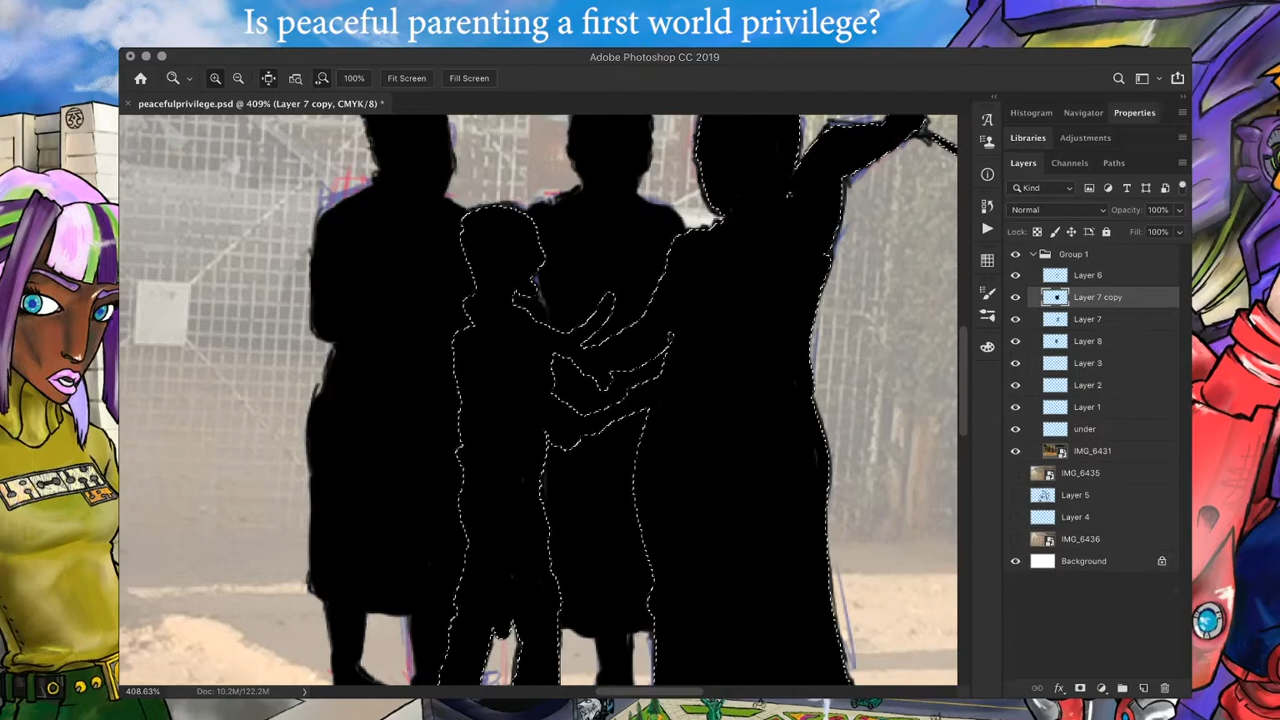 Is peaceful parenting a first world privilege?
Adobe Photoshop CC 2019
100%
Fit Screen
Fill Screen
peacefulprivilege.psd @ 409% (Layer 7 copy, CMYK/8) *
Histogram
Navigator
Properties
Libraries
Adjustments
Layers
Channels
Paths
Kind
Normal
Opacity: 100%
Lock:
Fill: 100%
Group 1
Layer 6
Layer 7 copy
Layer 7
Layer 8
Layer 3
Layer 2
Layer 1
under
IMG_6431
IMG_6435
Layer 5
Layer 4
IMG_6436
Background
408.63%
Doc: 10.2M/122.2M
fx